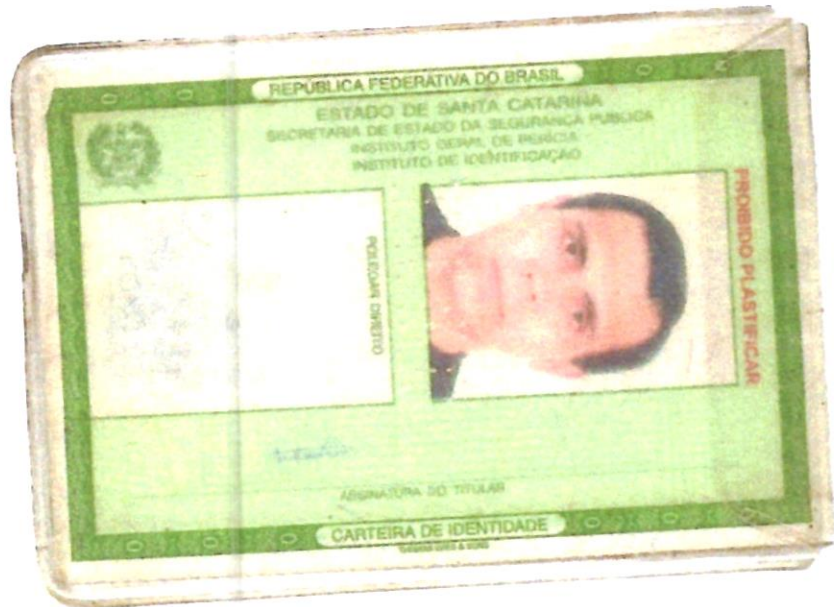 REPÚBLICA FEDERATIVA DO BRASIL
ESTADO DE SANTA CATARINA
SECRETARIA DE ESTADO DA SEGURANÇA PÚBLICA
INSTITUTO GERAL DE PERÍCIA
INSTITUTO DE IDENTIFICAÇÃO
POLEGAR DIREITO
PROIBIDO PLASTIFICAR
ASSINATURA DO TITULAR
CARTEIRA DE IDENTIDADE